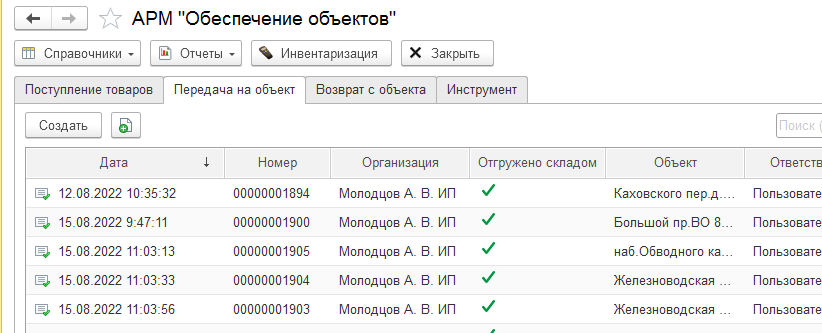 АРМ "Обеспечение объектов"
Справочники Отчеты Инвентаризация Закрыть
Поступление товаров Передача на объект Возврат с объекта Инструмент
Создать Поиск (
Дата Номер Организация Отгружено складом Объект Ответств
12.08.2022 10:35:32 00000001894 Молодцов А. В. ИП Каховского пер.д.... Пользовате
15.08.2022 9:47:11 00000001900 Молодцов А. В. ИП Большой пр.ВО 8... Пользовате
15.08.2022 11:03:13 00000001905 Молодцов А. В. ИП наб.Обводного ка... Пользовате
15.08.2022 11:03:33 00000001904 Молодцов А. В. ИП Железноводская ... Пользовате
15.08.2022 11:03:56 00000001903 Молодцов А. В. ИП Железноводская ... Пользовате